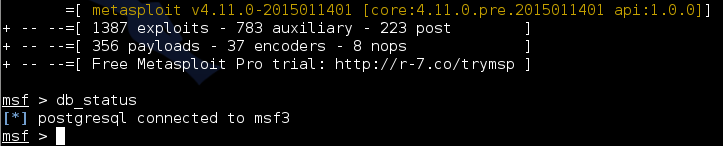 =[ metasploit v4.11.0-2015011401 [core:4.11.0.pre.2015011401 api:1.0.0]]
+ -- --=[ 1387 exploits - 783 auxiliary - 223 post ]
+ -- --=[ 356 payloads - 37 encoders - 8 nops ]
+ -- --=[ Free Metasploit Pro trial: http://r-7.co/trymsp ]
msf > db_status
[*] postgresql connected to msf3
msf >